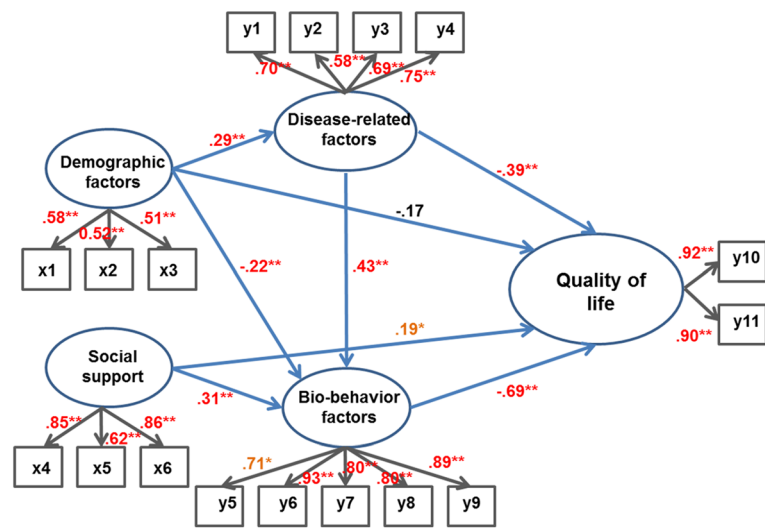 y1 y2 y3 y4
.70** .58** .69** .75**
Disease-related
factors
.29**
Demographic
factors
-.39**
-.17
.58** 0.52** .51**
x1 x2 x3
-.22** .43**
Quality of
life
.92** y10
.90** y11
.19*
Social
support
.31**
Bio-behavior
factors
-.69**
.85** .62** .86**
x4 x5 x6
.71* .93** .80** .80** .89**
y5 y6 y7 y8 y9